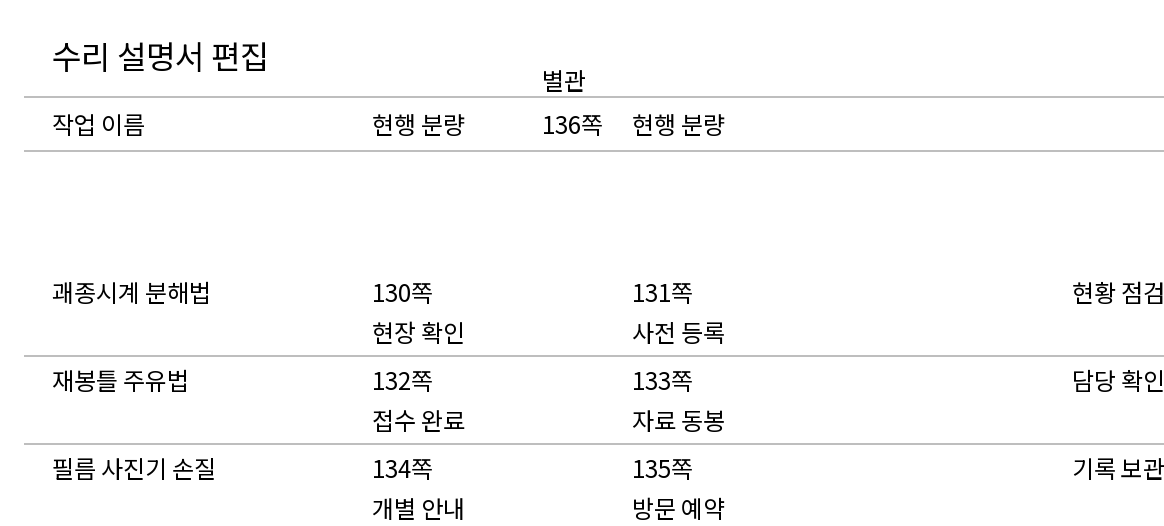 수리 설명서 편집
별관
작업 이름 현행 분량 136쪽 현행 분량
괘종시계 분해법 130쪽 131쪽 현황 점검
현장 확인 사전 등록
재봉틀 주유법 132쪽 133쪽 담당 확인
접수 완료 자료 동봉
필름 사진기 손질 134쪽 135쪽 기록 보관
개별 안내 방문 예약